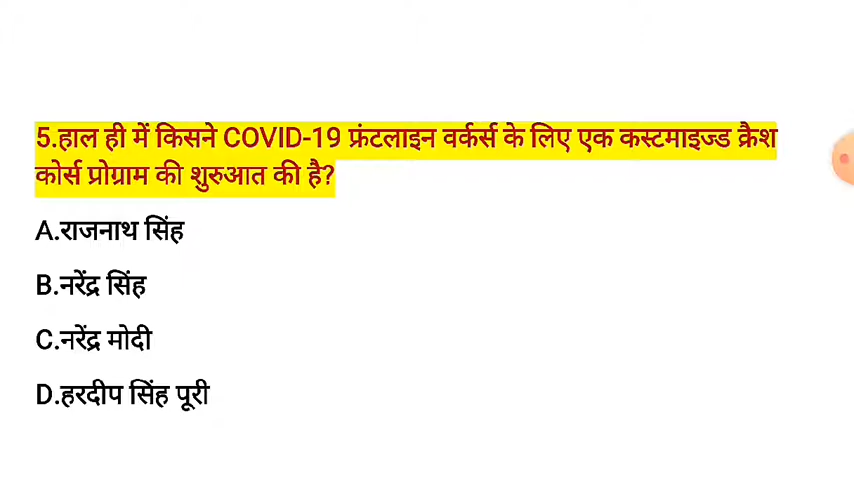 5.हाल ही में किसने COVID-19 फ्रंटलाइन वर्कर्स के लिए एक कस्टमाइज्ड क्रैश
कोर्स प्रोग्राम की शुरुआत की है?
A.राजनाथ सिंह
B.नरेंद्र सिंह
C.नरेंद्र मोदी
D.हरदीप सिंह पूरी